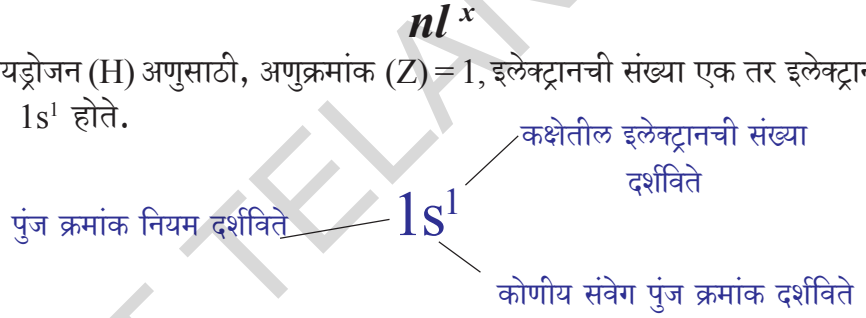 nlˣ
यड्रोजन (H) अणुसाठी, अणुक्रमांक (Z) = 1, इलेक्ट्रानची संख्या एक तर इलेक्ट्रान
1s¹ होते.
कक्षेतील इलेक्ट्रानची संख्या
दर्शविते
पुंज क्रमांक नियम दर्शविते
1s¹
कोणीय संवेग पुंज क्रमांक दर्शविते